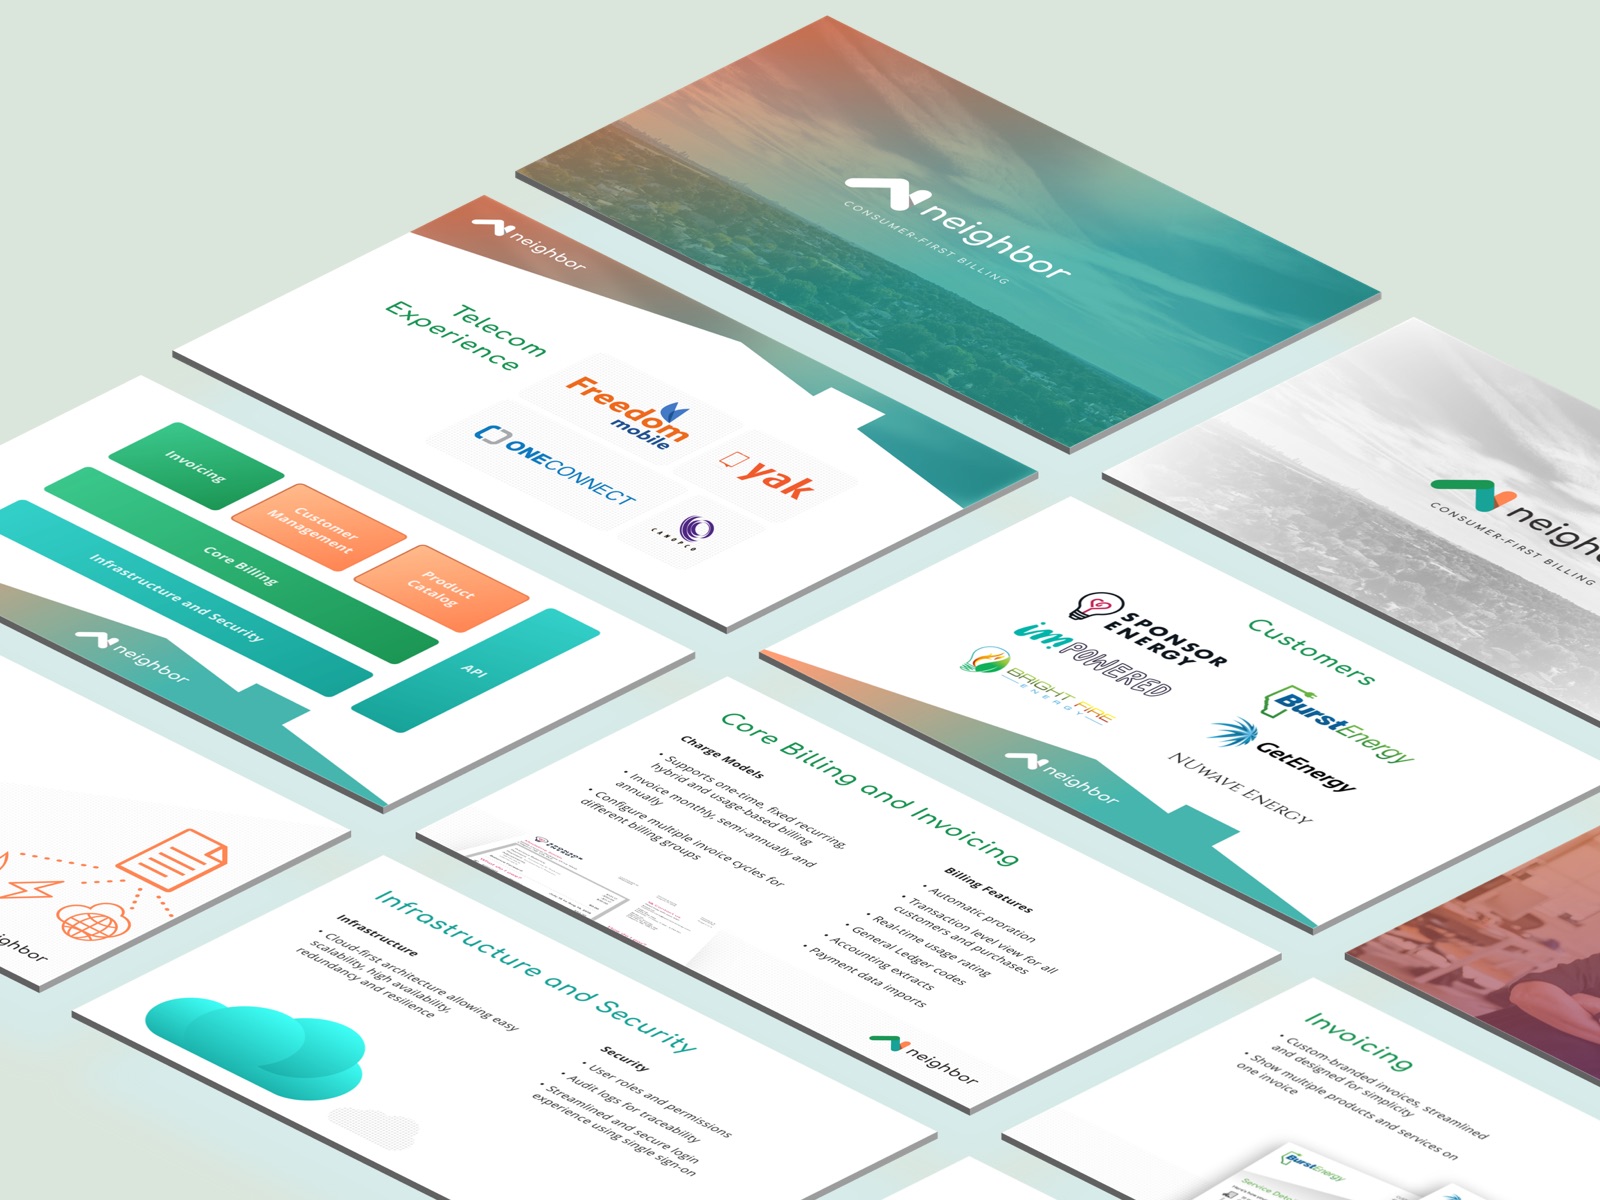 neighbor
CONSUMER-FIRST BILLING
neighbor
Telecom
Experience
Freedom
mobile
ONECONNECT
yak
CANOPCO
neigh
CONSUMER-FIRST BILLING
Invoicing
Customer
Management
Product
Catalog
Core Billing
Infrastructure and Security
API
neighbor
Customers
SPONSOR
ENERGY
imPOWERED
BRIGHT FIRE
ENERGY
BurstEnergy
GetEnergy
NUWAVE ENERGY
neighbor
Core Billing and Invoicing
Charge Models
• Supports one-time, fixed recurring,
hybrid and usage-based billing
• Invoice monthly, semi-annually and
annually
• Configure multiple invoice cycles for
different billing groups
Billing Features
• Automatic proration
• Transaction level view for all
customers and purchases
• Real-time usage rating
• General Ledger codes
• Accounting extracts
• Payment data imports
neighbor
ighbor
Infrastructure and Security
Infrastructure
• Cloud-first architecture allowing easy
scalability, high availability,
redundancy and resilience
Security
• User roles and permissions
• Audit logs for traceability
• Streamlined and secure login
experience using single sign-on
Invoicing
• Custom-branded invoices, streamlined
and designed for simplicity
• Show multiple products and services on
one invoice
BurstEnergy